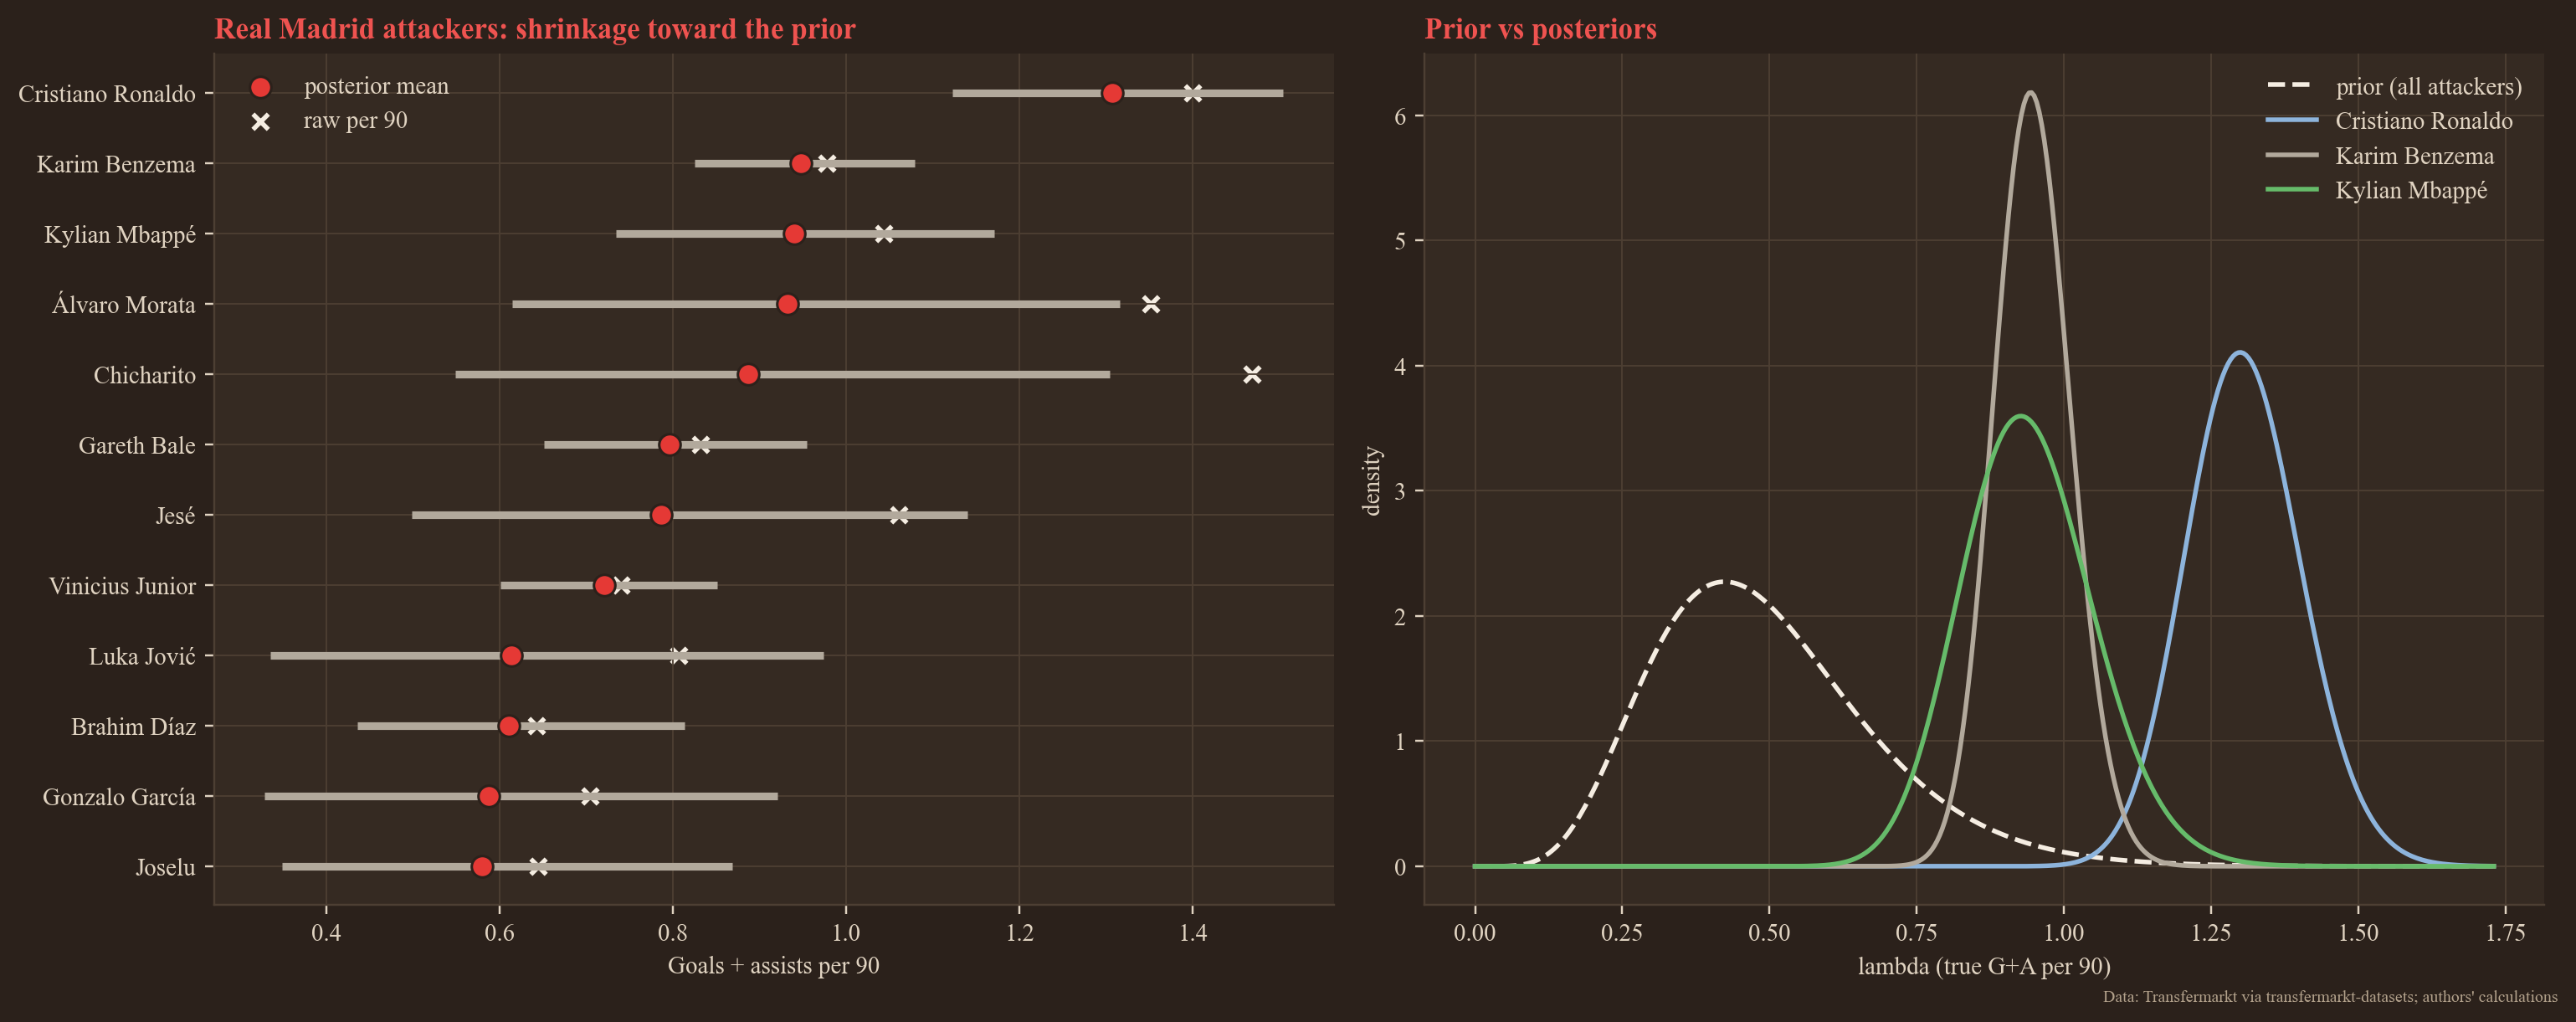 Real Madrid attackers: shrinkage toward the prior
posterior mean
raw per 90
Cristiano Ronaldo
Karim Benzema
Kylian Mbappé
Álvaro Morata
Chicharito
Gareth Bale
Jesé
Vinicius Junior
Luka Jović
Brahim Díaz
Gonzalo García
Joselu
0.4 0.6 0.8 1.0 1.2 1.4
Goals + assists per 90
Prior vs posteriors
prior (all attackers)
Cristiano Ronaldo
Karim Benzema
Kylian Mbappé
density
6
5
4
3
2
1
0
0.00 0.25 0.50 0.75 1.00 1.25 1.50 1.75
lambda (true G+A per 90)
Data: Transfermarkt via transfermarkt-datasets; authors' calculations